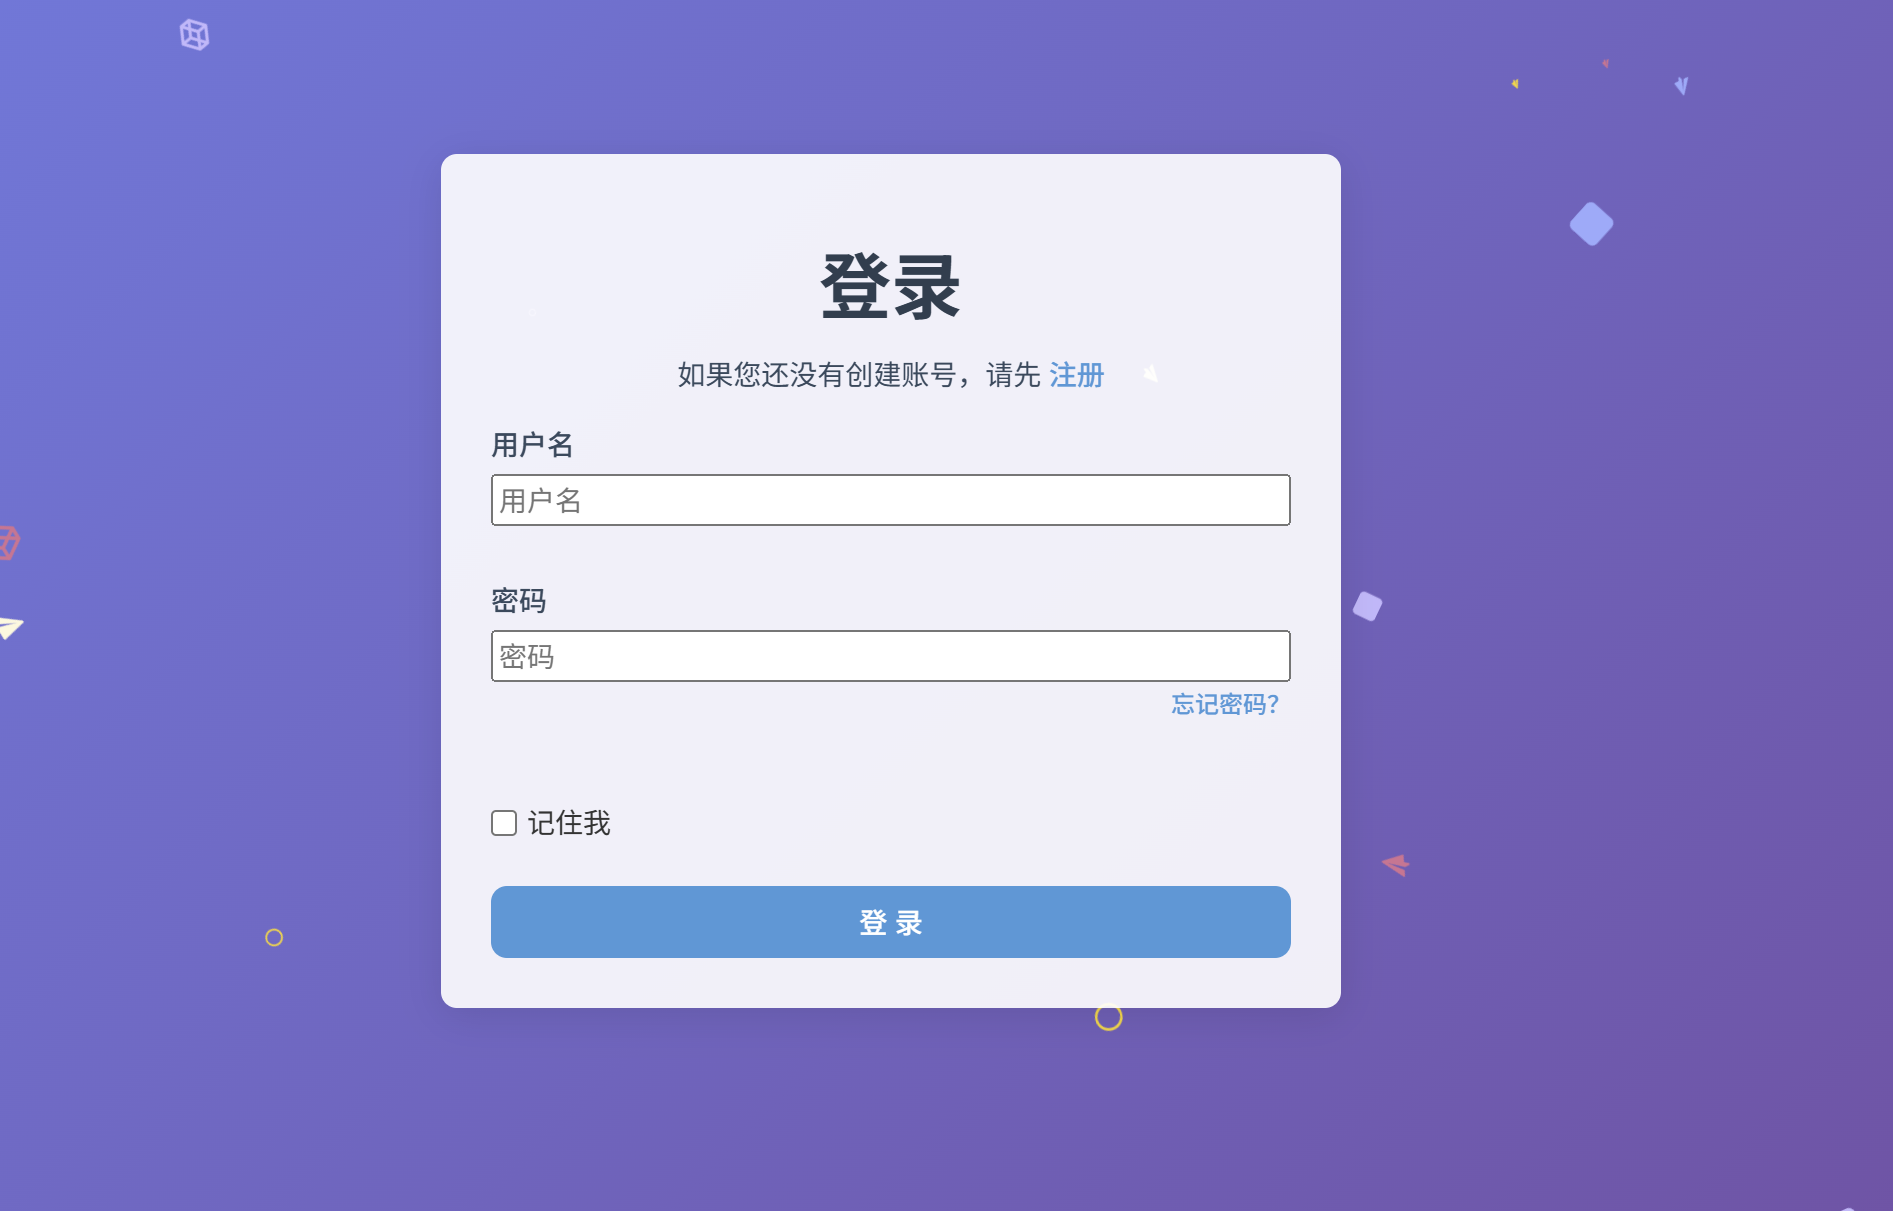 登录
如果您还没有创建账号，请先 注册
用户名
用户名
密码
密码
忘记密码？
记住我
登 录